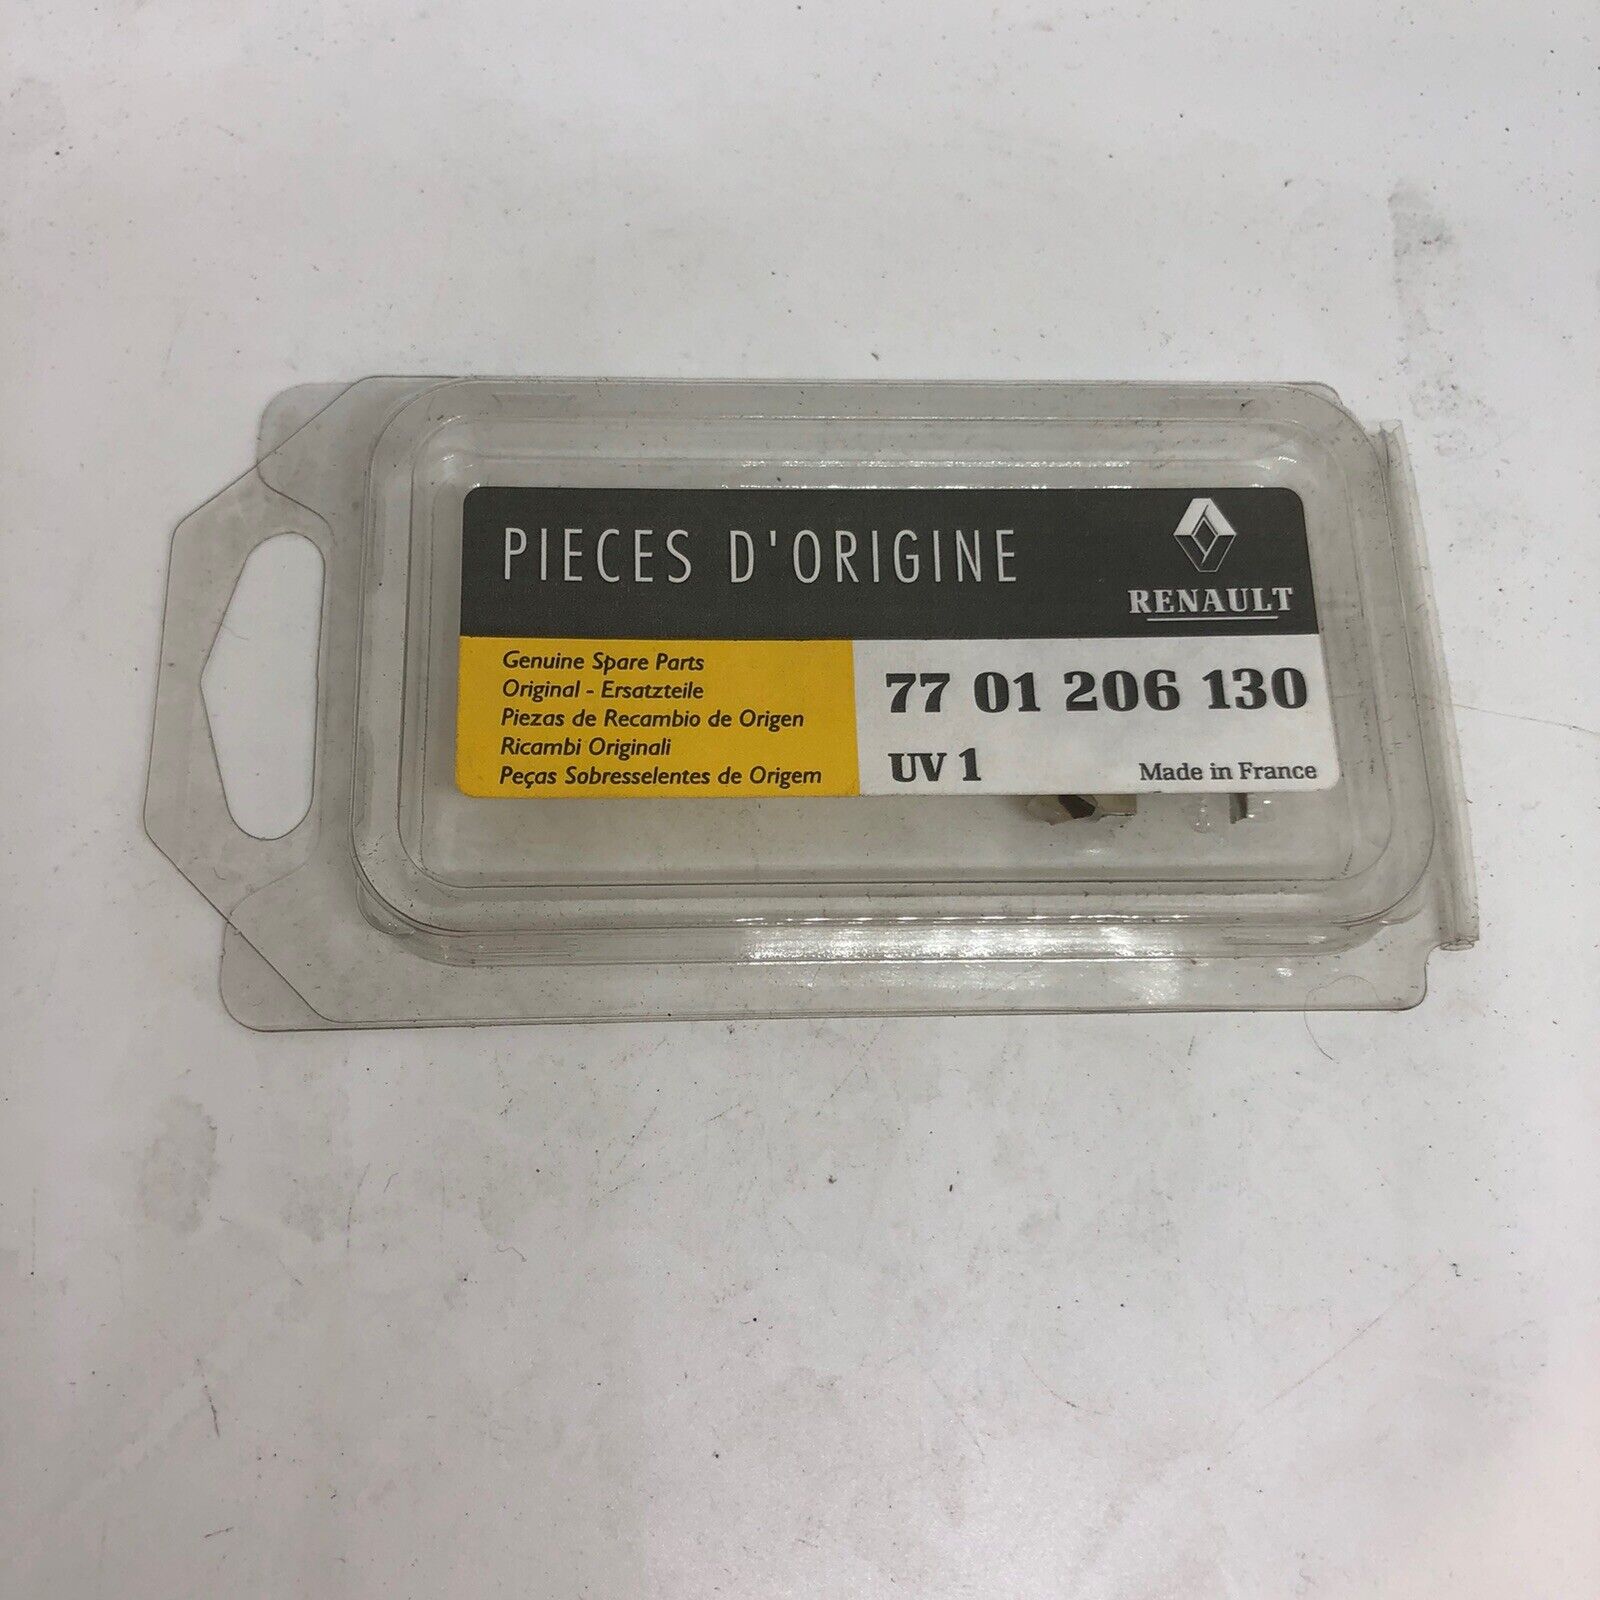 PIECES D'ORIGINE
RENAULT
Genuine Spare Parts
Original - Ersatzteile
Piezas de Recambio de Origen
Ricambi Originali
Peças Sobresselentes de Origem
77 01 206 130
UV 1
Made in France